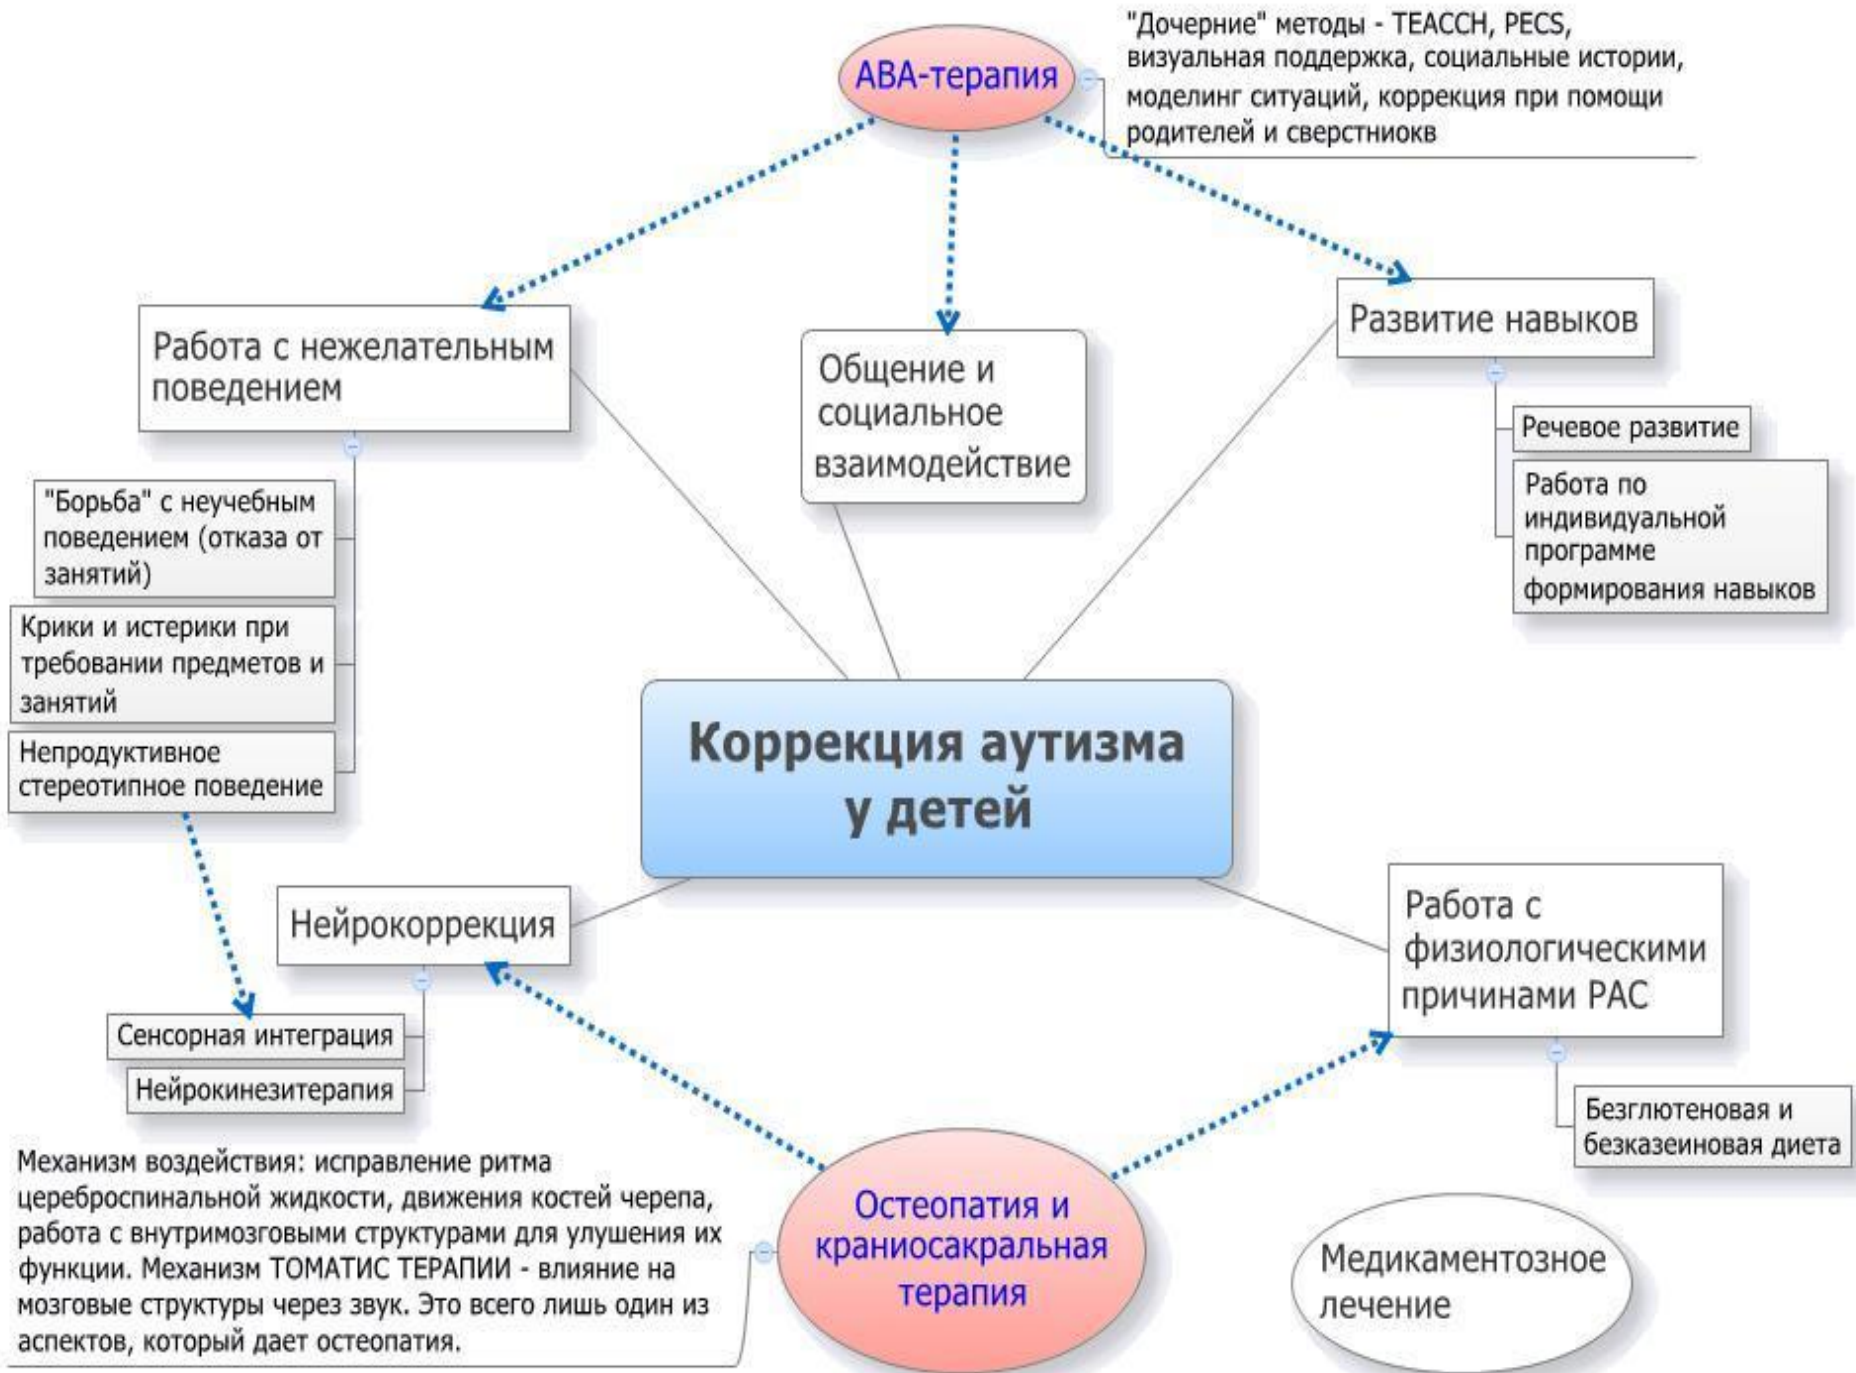 АВА-терапия
"Дочерние" методы - TEACCH, PECS,
визуальная поддержка, социальные истории,
моделинг ситуаций, коррекция при помощи
родителей и сверстниокв
Работа с нежелательным
поведением
Общение и
социальное
взаимодействие
Развитие навыков
Речевое развитие
Работа по
индивидуальной
программе
формирования навыков
"Борьба" с неучебным
поведением (отказа от
занятий)
Крики и истерики при
требовании предметов и
занятий
Непродуктивное
стереотипное поведение
Коррекция аутизма
у детей
Нейрокоррекция
Сенсорная интеграция
Нейрокинезитерапия
Работа с
физиологическими
причинами РАС
Безглютеновая и
безказеиновая диета
Механизм воздействия: исправление ритма
цереброспинальной жидкости, движения костей черепа,
работа с внутримозговыми структурами для улушения их
функции. Механизм ТОМАТИС ТЕРАПИИ - влияние на
мозговые структуры через звук. Это всего лишь один из
аспектов, который дает остеопатия.
Остеопатия и
краниосакральная
терапия
Медикаментозное
лечение